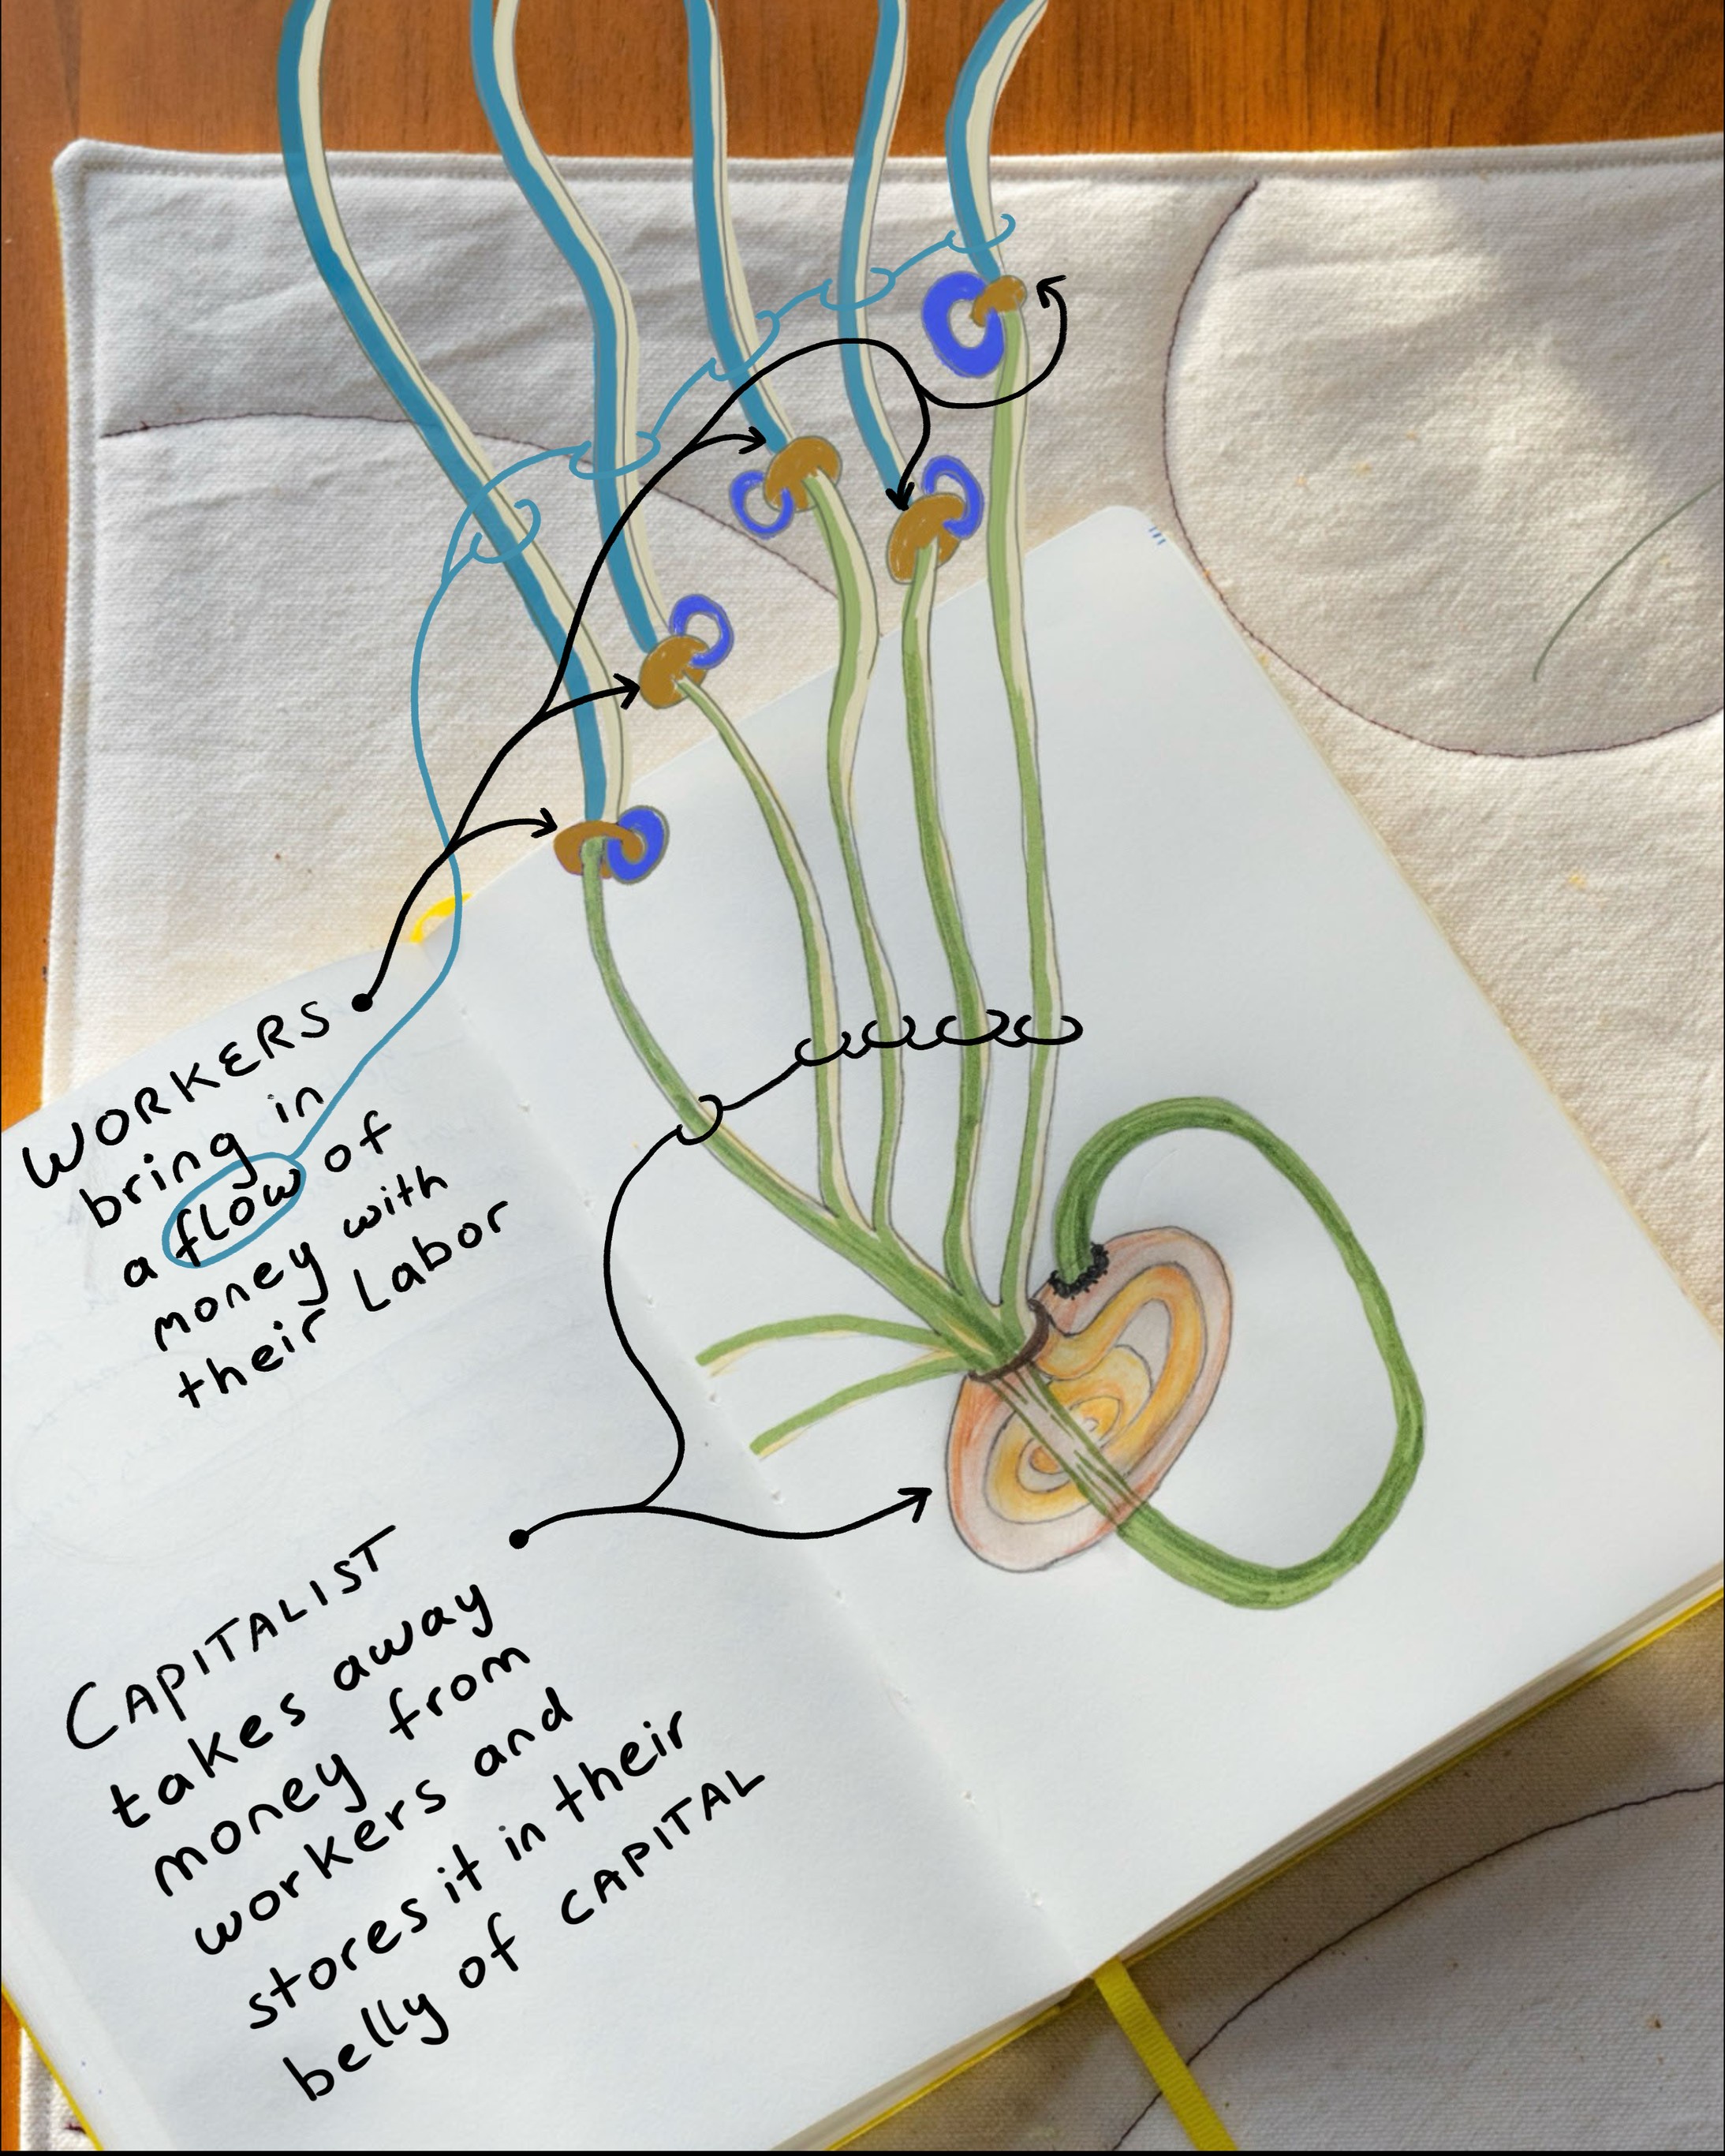 WORKERS
bring in
a flow of
money with
their Labor
CAPITALIST
takes away
money from
workers and
stores it in their
belly of CAPITAL